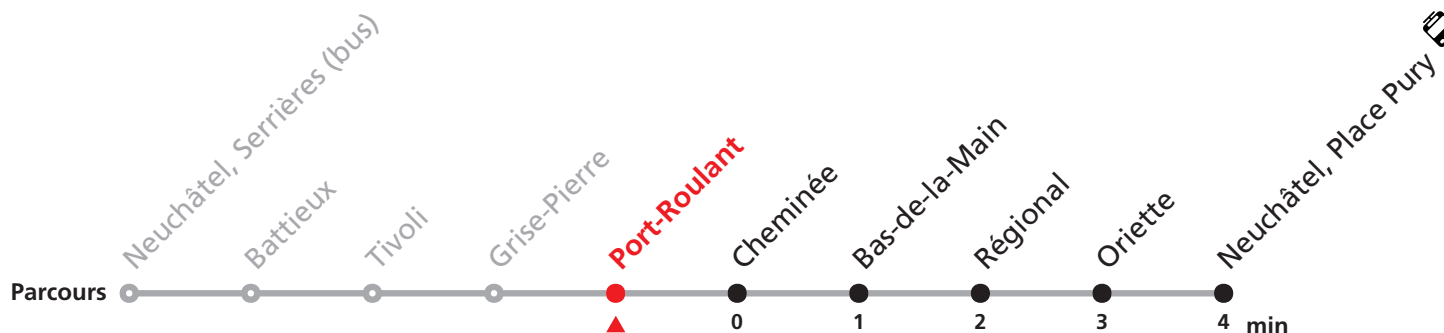 Neuchâtel, Serrières (bus)
Battieux
Tivoli
Grise-Pierre
Port-Roulant
Cheminée
Bas-de-la-Main
Régional
Oriette
Neuchâtel, Place Pury
Parcours
0 1 2 3 4 min